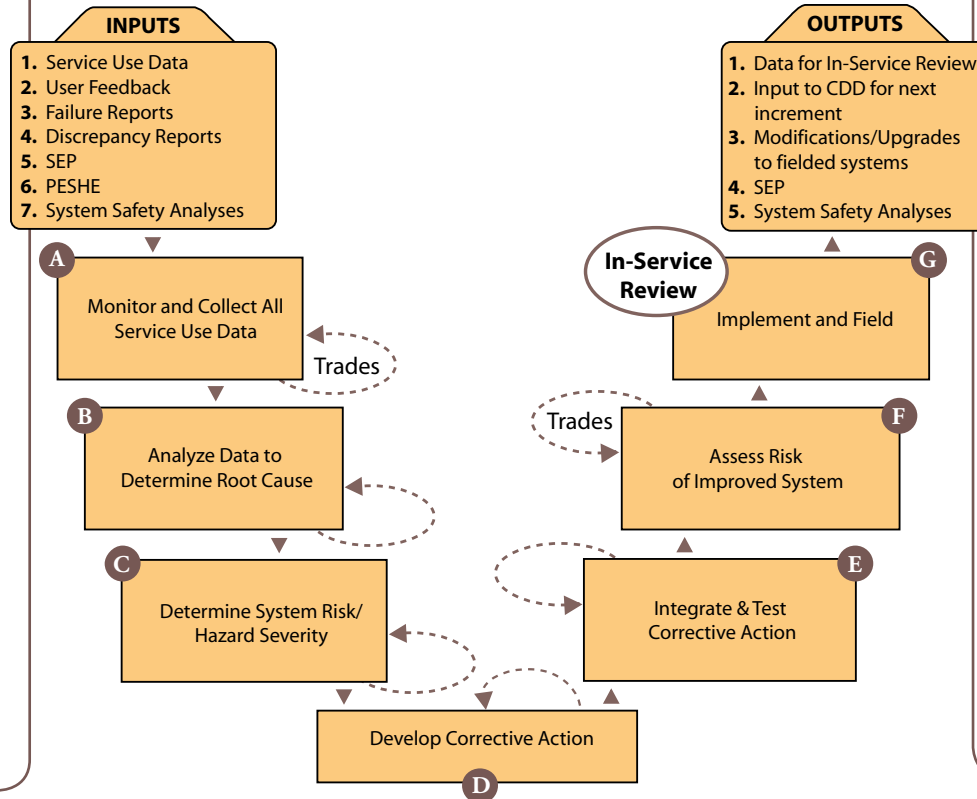 INPUTS
1. Service Use Data
2. User Feedback
3. Failure Reports
4. Discrepancy Reports
5. SEP
6. PESHE
7. System Safety Analyses
OUTPUTS
1. Data for In-Service Review
2. Input to CDD for next
increment
3. Modifications/Upgrades
to fielded systems
4. SEP
5. System Safety Analyses
A
Monitor and Collect All
Service Use Data
Trades
B
Analyze Data to
Determine Root Cause
C
Determine System Risk/
Hazard Severity
Develop Corrective Action
D
E
Integrate & Test
Corrective Action
F
Assess Risk
of Improved System
Trades
G
Implement and Field
In-Service
Review